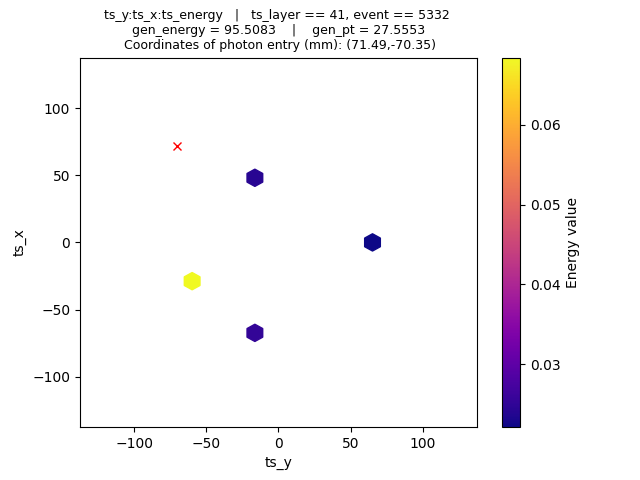 ts_y:ts_x:ts_energy   |   ts_layer == 41, event == 5332
gen_energy = 95.5083    |    gen_pt = 27.5553
Coordinates of photon entry (mm): (71.49,-70.35)
100
50
0
−50
−100
ts_x
−100
−50
0
50
100
ts_y
0.06
0.05
0.04
0.03
Energy value